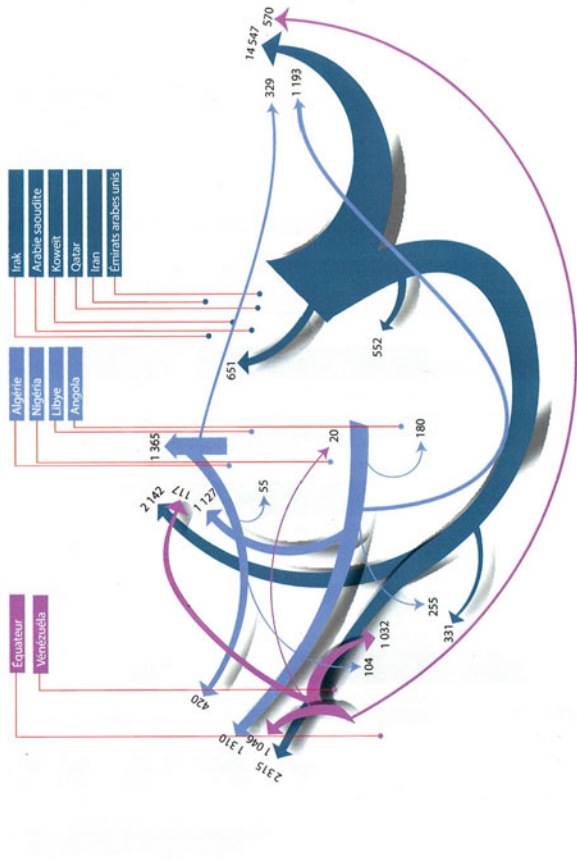 Équateur
Vénézuéla
Algérie
Nigéria
Libye
Angola
Irak
Arabie saoudite
Koweït
Qatar
Iran
Émirats arabes unis
420
1 310
1 046
2 315
2 142
117
1 127
1 365
55
20
180
104
1 032
255
331
651
552
329
1 193
14 547
570